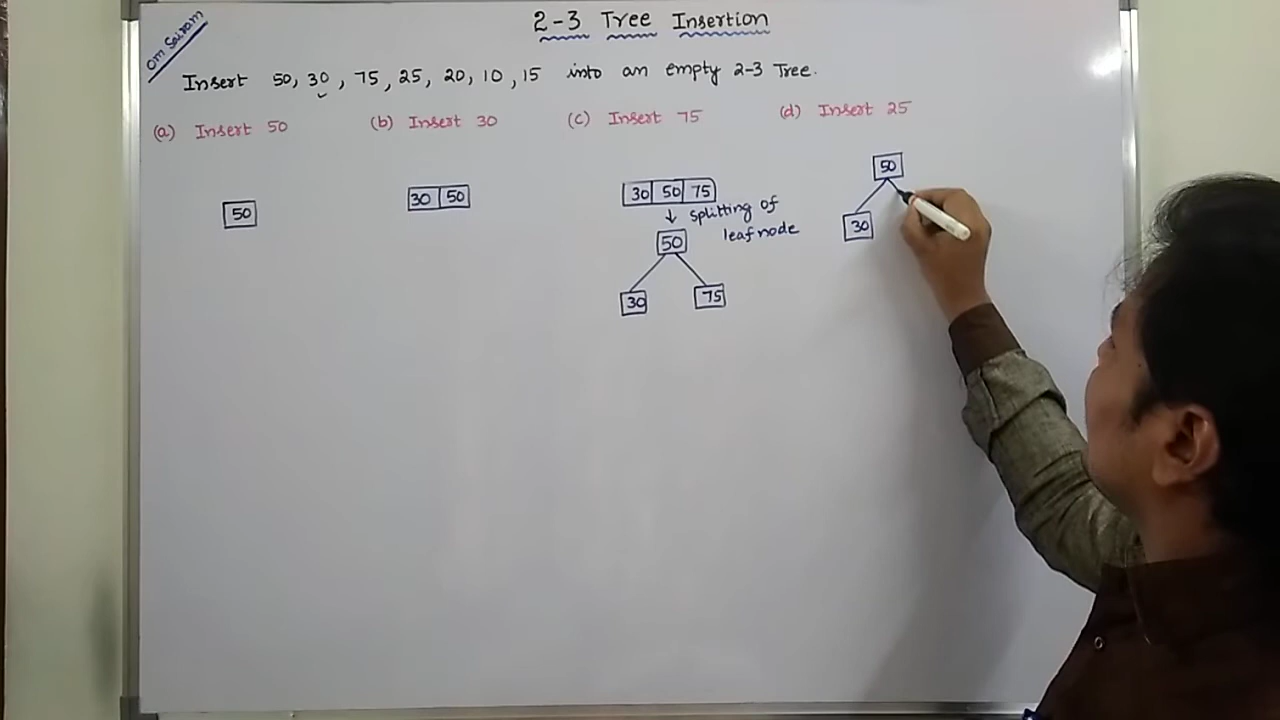 Om Sairam
2-3 Tree Insertion
Insert 50, 30, 75, 25, 20, 10, 15 into an empty 2-3 Tree.
(a) Insert 50
(b) Insert 30
(c) Insert 75
(d) Insert 25
50
30 50
30 50 75
↓ splitting of
leaf node
50
30 75
50
30